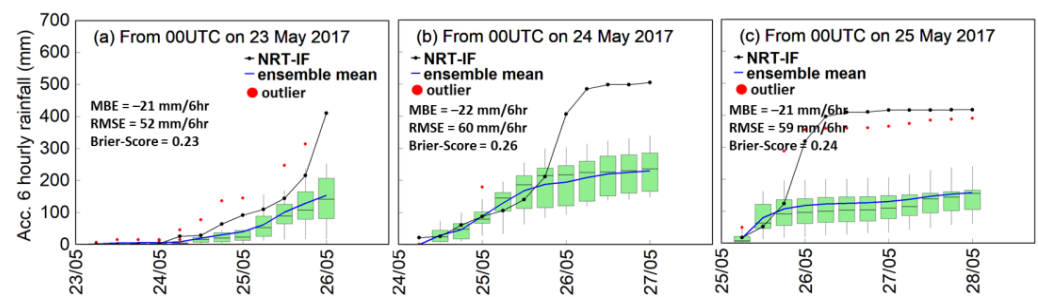 Acc. 6 hourly rainfall (mm)
700
600
500
400
300
200
100
0
(a) From 00UTC on 23 May 2017
NRT-IF
ensemble mean
outlier
MBE = –21 mm/6hr
RMSE = 52 mm/6hr
Brier-Score = 0.23
23/05
24/05
25/05
26/05
(b) From 00UTC on 24 May 2017
NRT-IF
ensemble mean
outlier
MBE = –22 mm/6hr
RMSE = 60 mm/6hr
Brier-Score = 0.26
24/05
25/05
26/05
27/05
(c) From 00UTC on 25 May 2017
NRT-IF
ensemble mean
outlier
MBE = –21 mm/6hr
RMSE = 59 mm/6hr
Brier-Score = 0.24
25/05
26/05
27/05
28/05